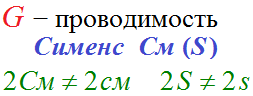 G – проводимость
Сименс См (S)
2См ≠ 2см 2S ≠ 2s